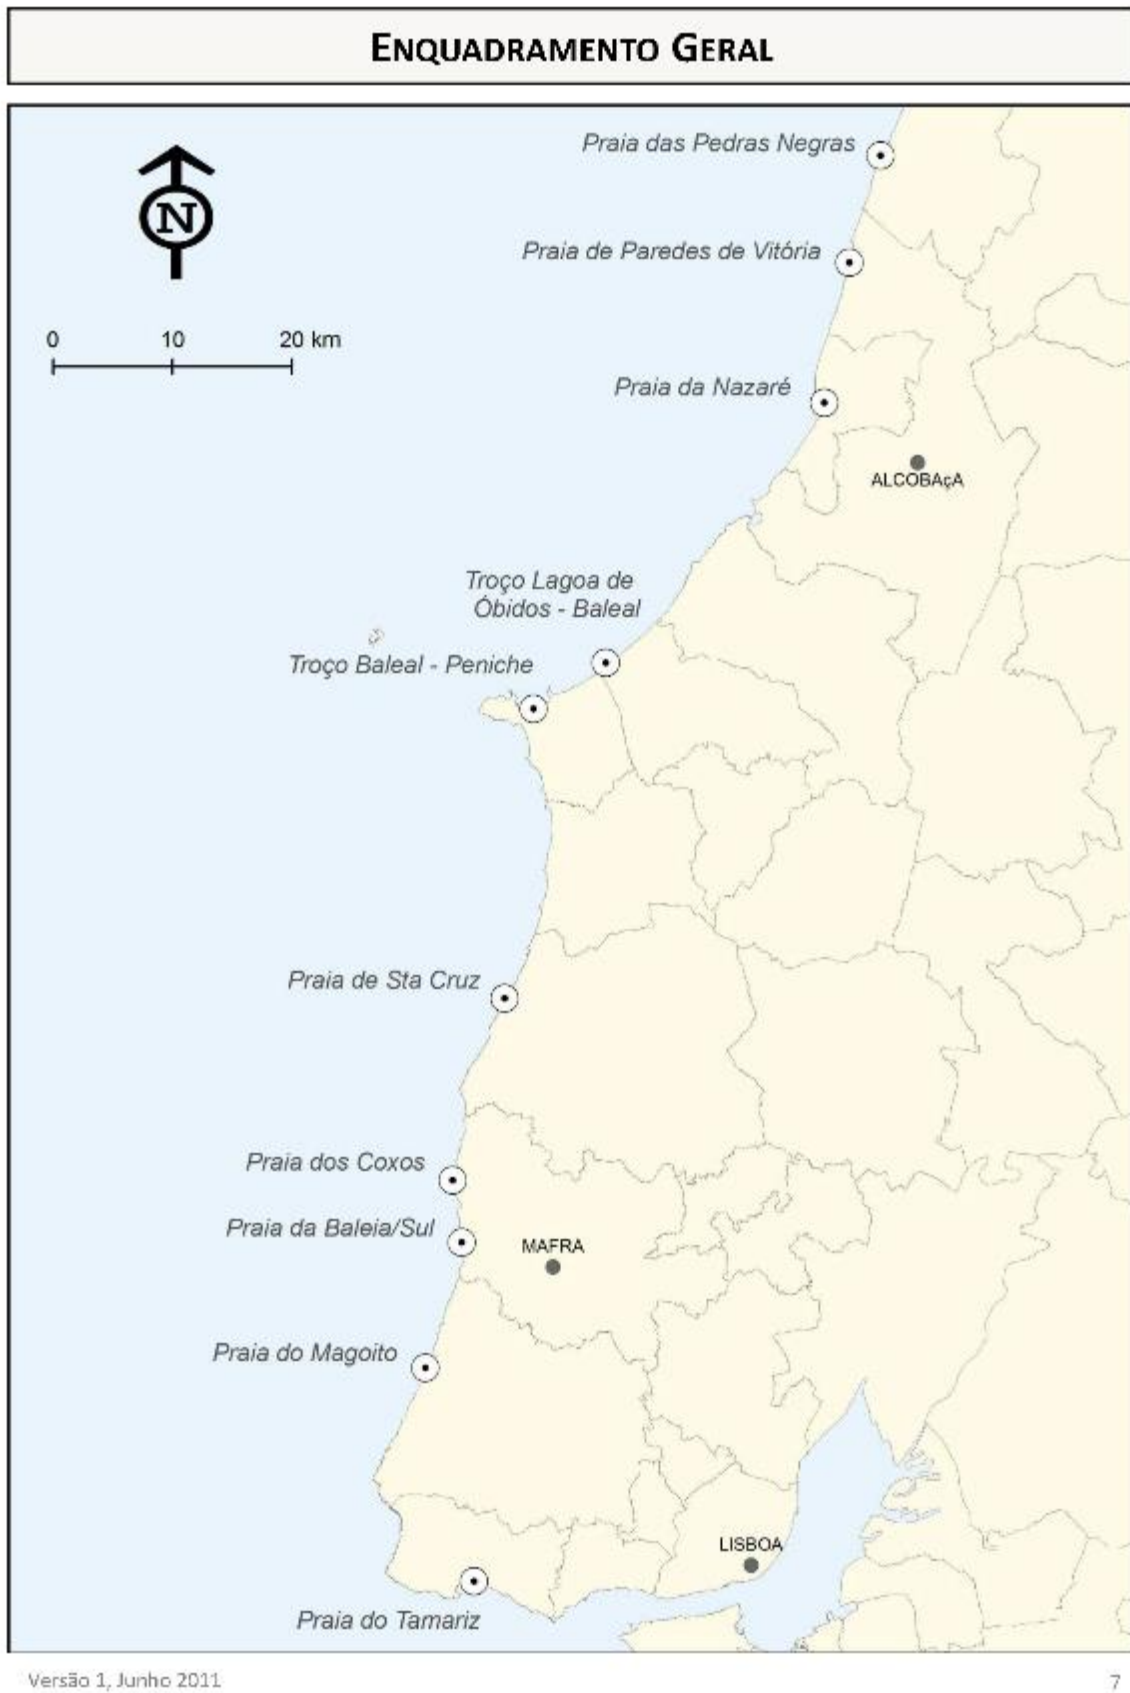 ENQUADRAMENTO GERAL
Praia das Pedras Negras
N
Praia de Paredes de Vitória
0 10 20 km
Praia da Nazaré
ALCOBAçA
Troço Lagoa de
Óbidos - Baleal
Troço Baleal - Peniche
Praia de Sta Cruz
Praia dos Coxos
Praia da Baleia/Sul
MAFRA
Praia do Magoito
LISBOA
Praia do Tamariz
Versão 1, Junho 2011
7